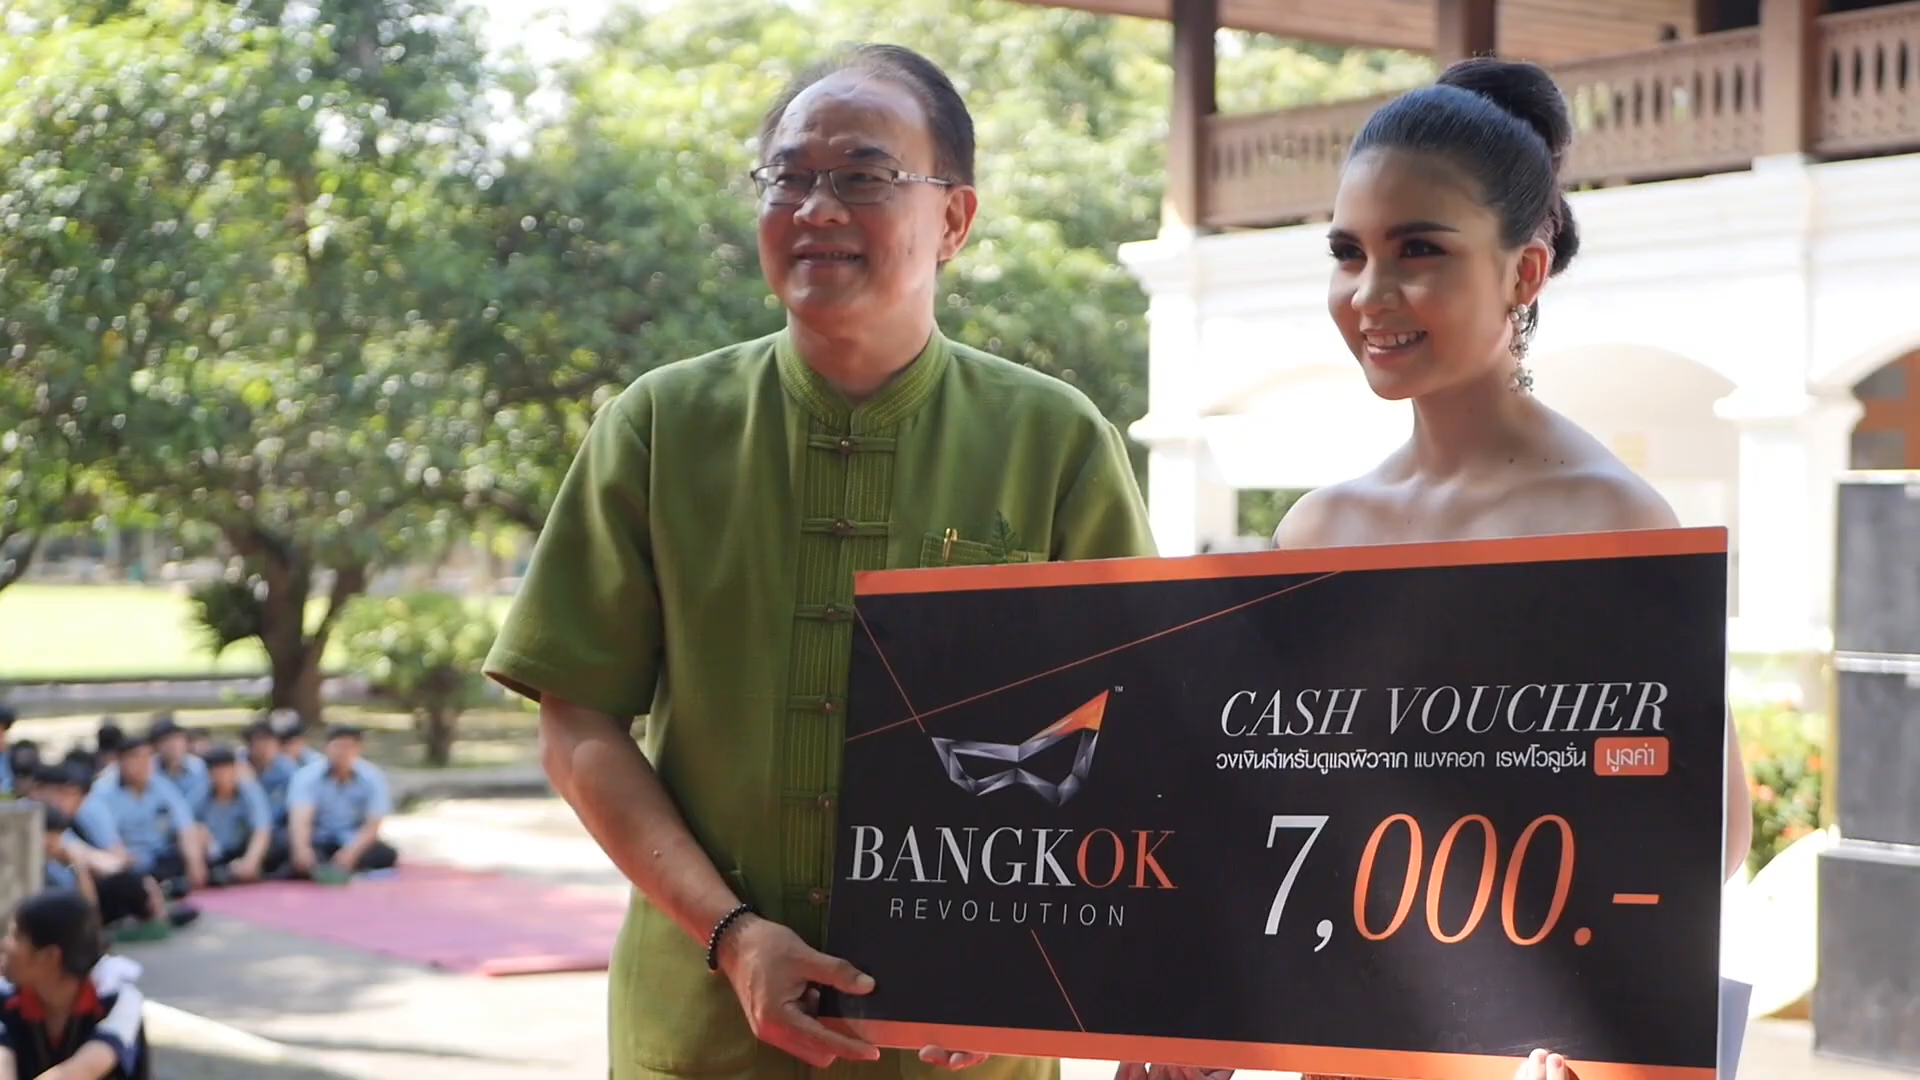 CASH VOUCHER
วงเงินสำหรับดูแลผิวจาก แบงคอก เรฟโวลูชั่น มูลค่า
7,000.-
™
BANGKOK
REVOLUTION